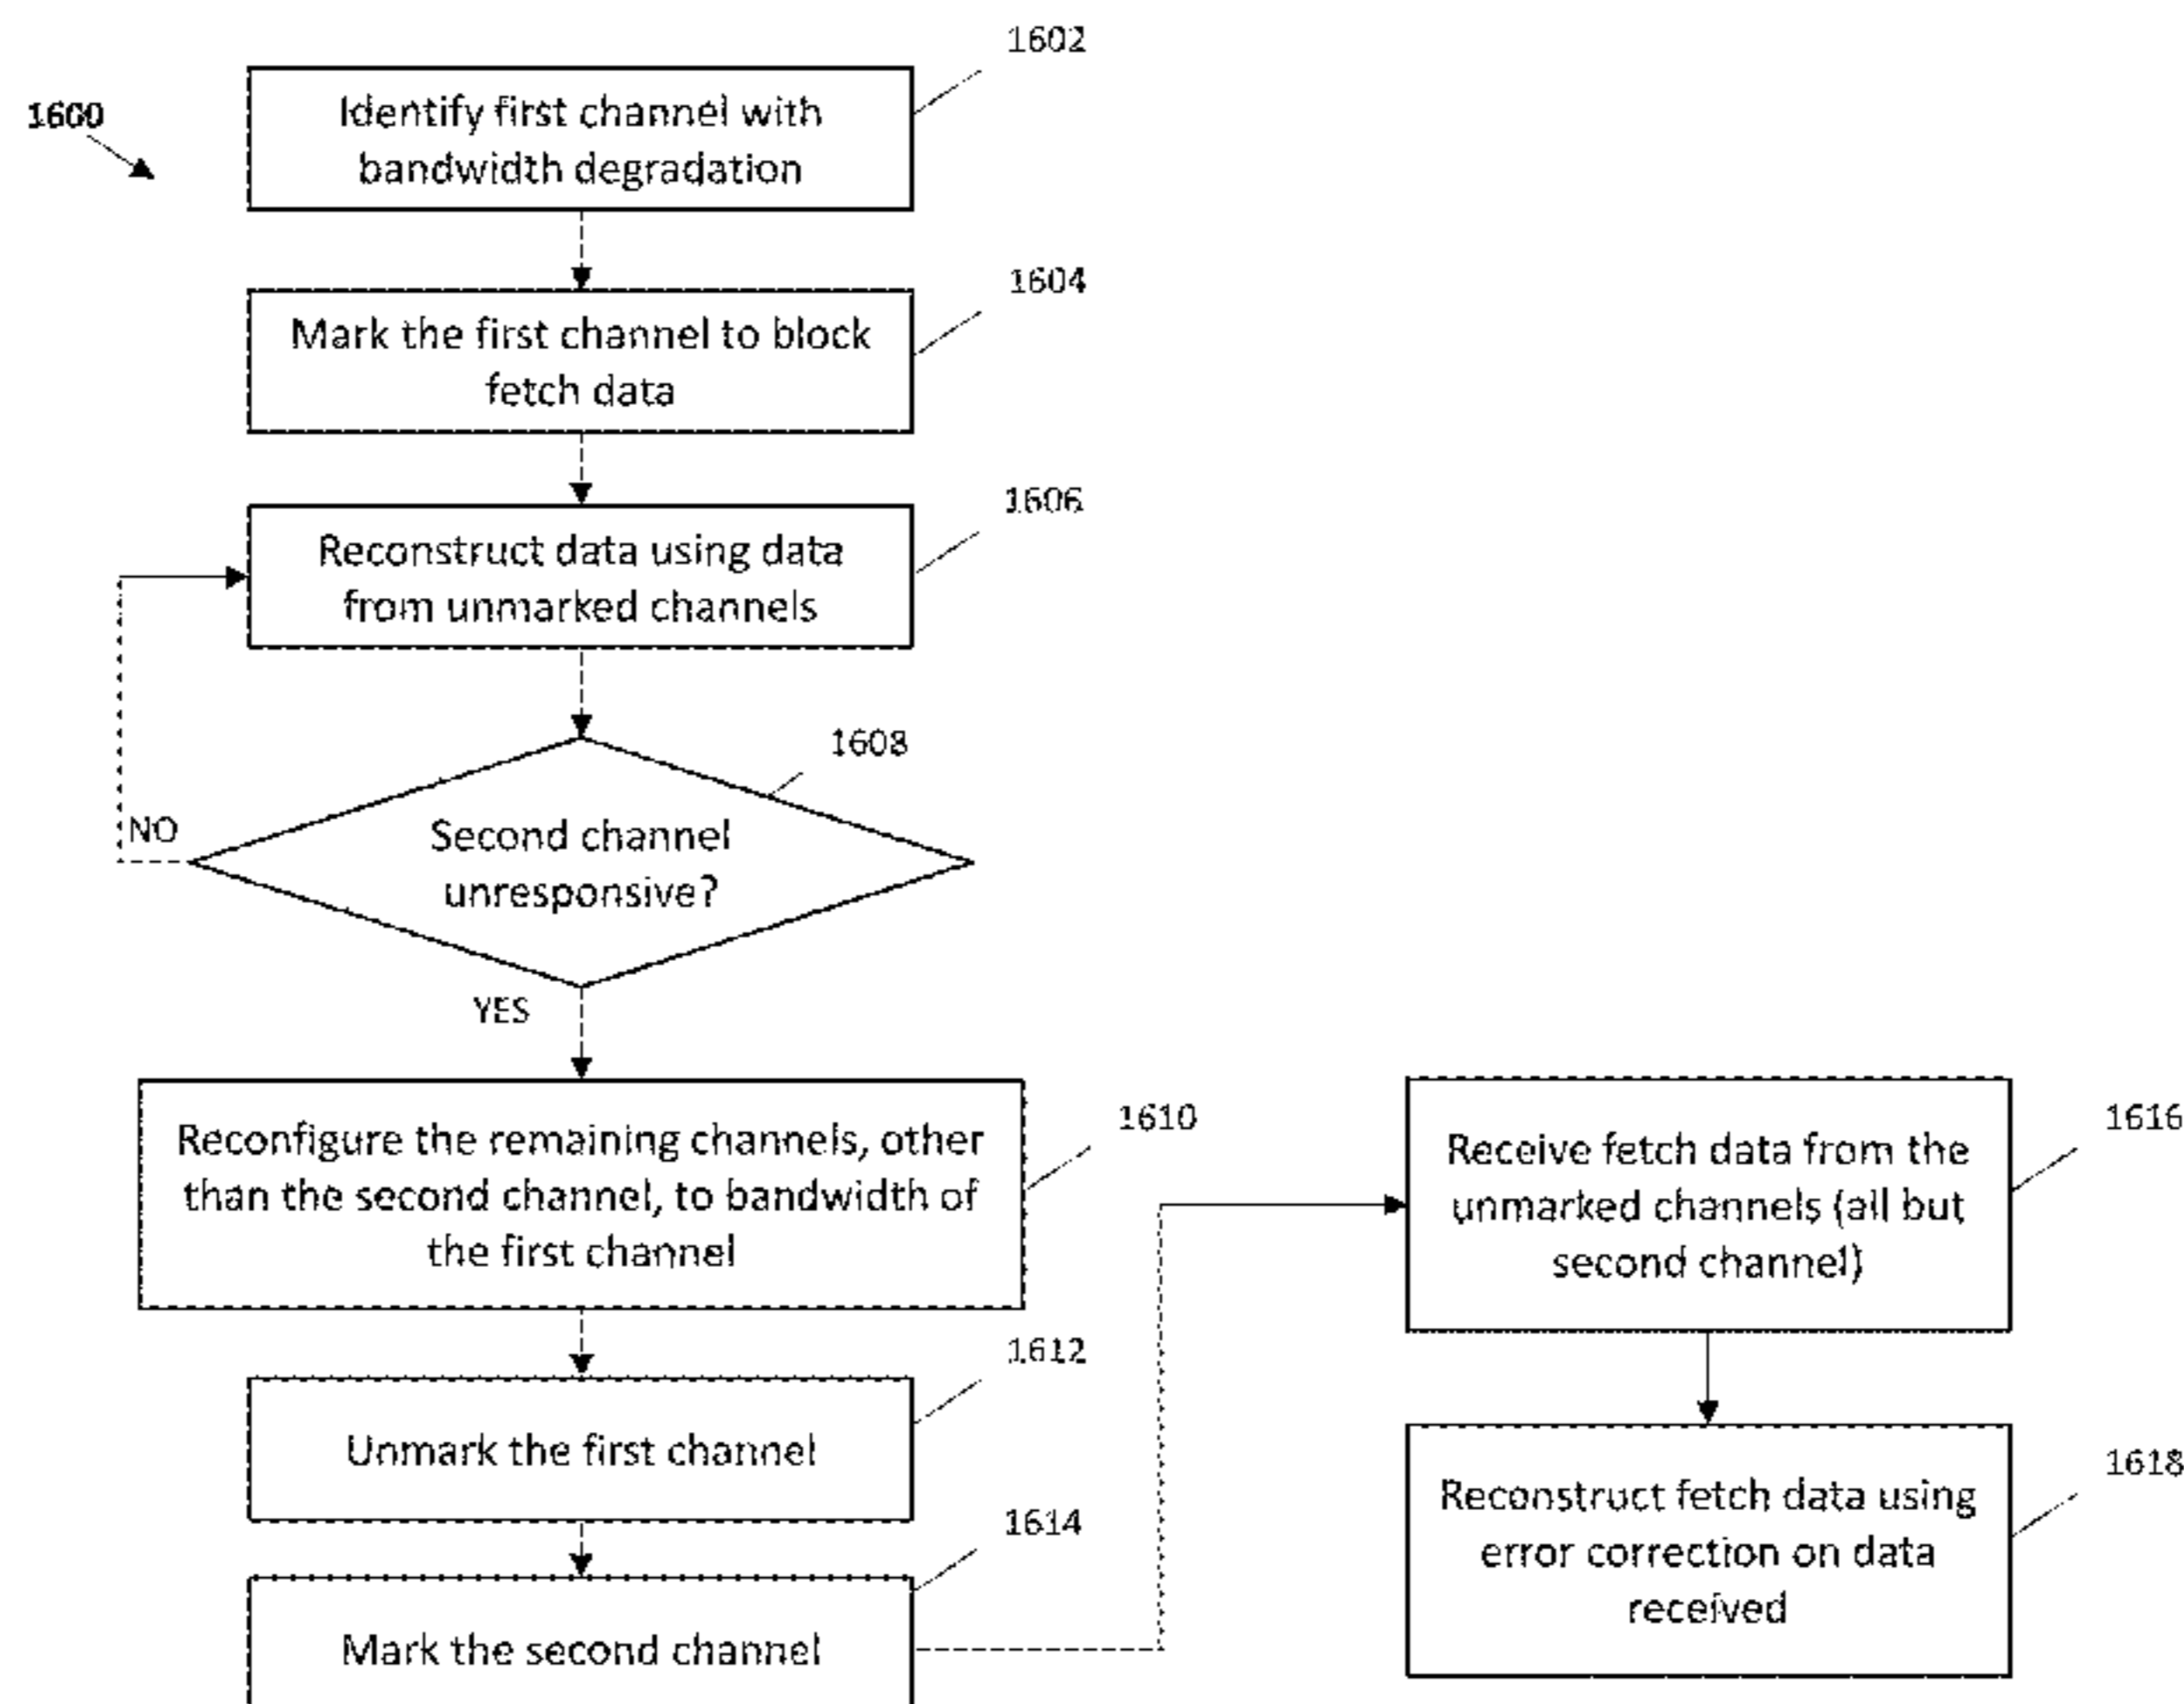 1602
1600
Identify first channel with
bandwidth degradation
1604
Mark the first channel to block
fetch data
1606
Reconstruct data using data
from unmarked channels
1608
NO
Second channel
unresponsive?
YES
1610
Reconfigure the remaining channels, other
than the second channel, to bandwidth of
the first channel
1612
Unmark the first channel
1614
Mark the second channel
1616
Receive fetch data from the
unmarked channels (all but
second channel)
1618
Reconstruct fetch data using
error correction on data
received